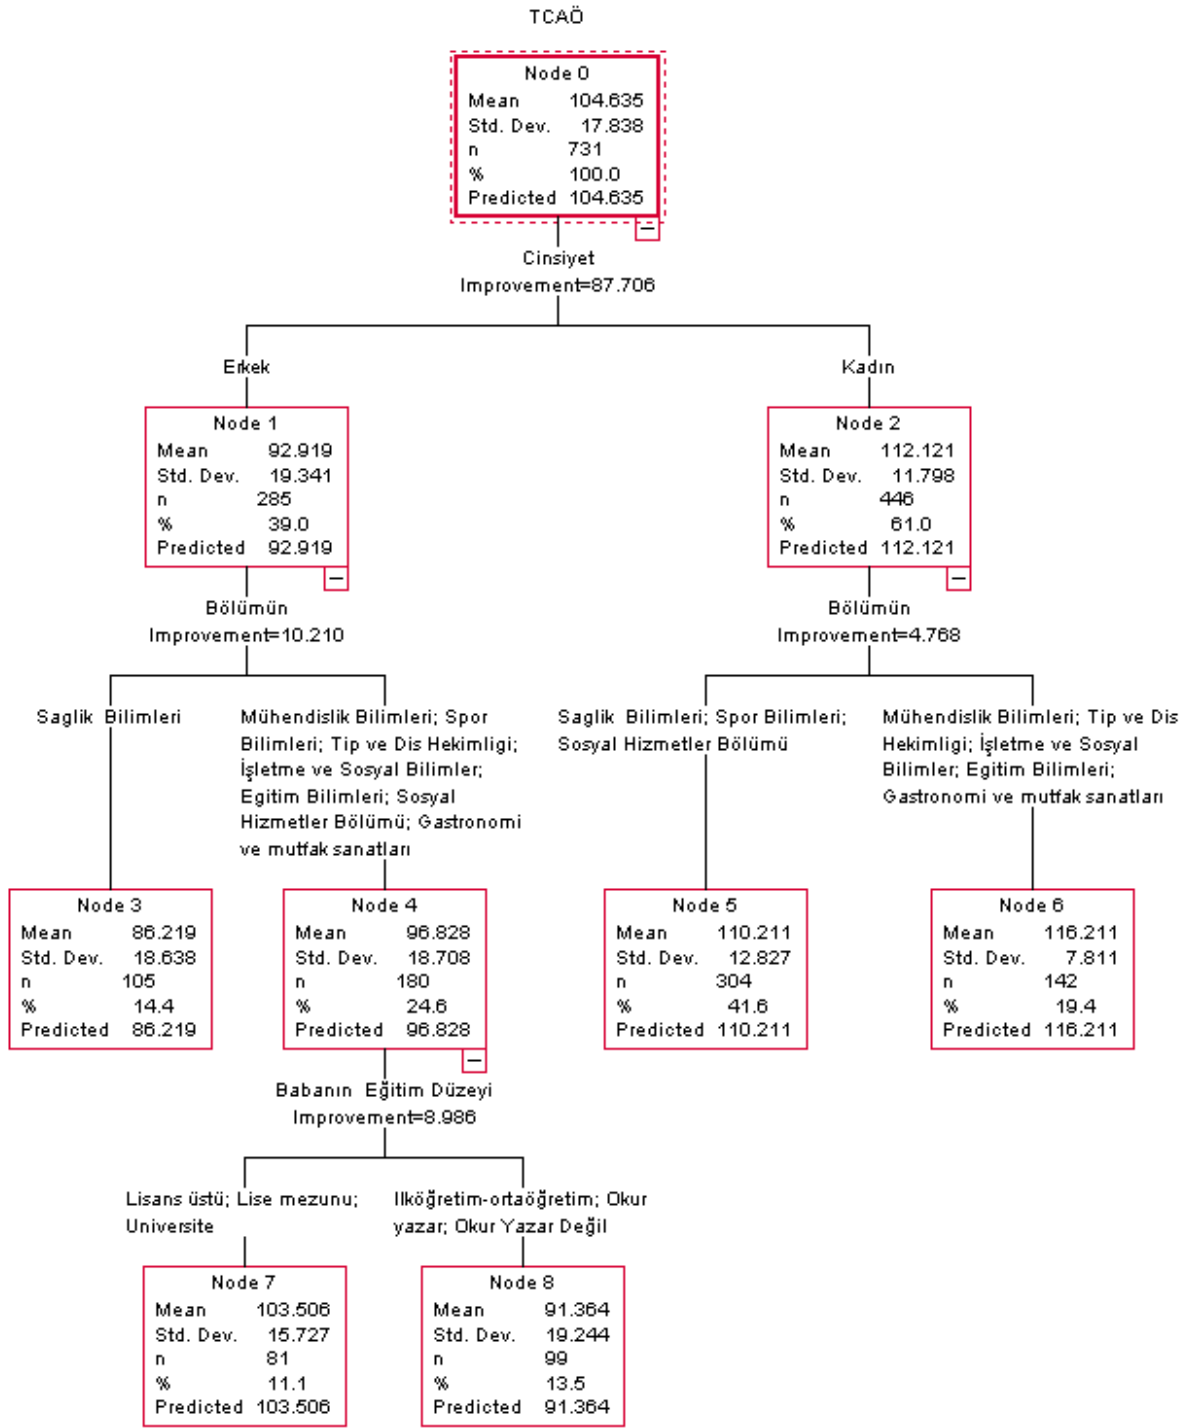 TCAÖ
Node 0
Mean 104.635
Std. Dev. 17.838
n 731
% 100.0
Predicted 104.635
Cinsiyet
Improvement=87.706
Erkek
Kadın
Node 1
Mean 92.919
Std. Dev. 19.341
n 285
% 39.0
Predicted 92.919
Node 2
Mean 112.121
Std. Dev. 11.798
n 446
% 61.0
Predicted 112.121
Bölümün
Improvement=10.210
Bölümün
Improvement=4.768
Saglik Bilimleri
Mühendislik Bilimleri; Spor
Bilimleri; Tip ve Dis Hekimligi;
İşletme ve Sosyal Bilimler;
Egitim Bilimleri; Sosyal
Hizmetler Bölümü; Gastronomi
ve mutfak sanatları
Saglik Bilimleri; Spor Bilimleri;
Sosyal Hizmetler Bölümü
Mühendislik Bilimleri; Tip ve Dis
Hekimligi; İşletme ve Sosyal
Bilimler; Egitim Bilimleri;
Gastronomi ve mutfak sanatları
Node 3
Mean 86.219
Std. Dev. 18.638
n 105
% 14.4
Predicted 86.219
Node 4
Mean 96.828
Std. Dev. 18.708
n 180
% 24.6
Predicted 96.828
Node 5
Mean 110.211
Std. Dev. 12.827
n 304
% 41.6
Predicted 110.211
Node 6
Mean 116.211
Std. Dev. 7.811
n 142
% 19.4
Predicted 116.211
Babanın Eğitim Düzeyi
Improvement=8.986
Lisans üstü; Lise mezunu;
Universite
Ilköğretim-ortaöğretim; Okur
yazar; Okur Yazar Değil
Node 7
Mean 103.506
Std. Dev. 15.727
n 81
% 11.1
Predicted 103.506
Node 8
Mean 91.364
Std. Dev. 19.244
n 99
% 13.5
Predicted 91.364